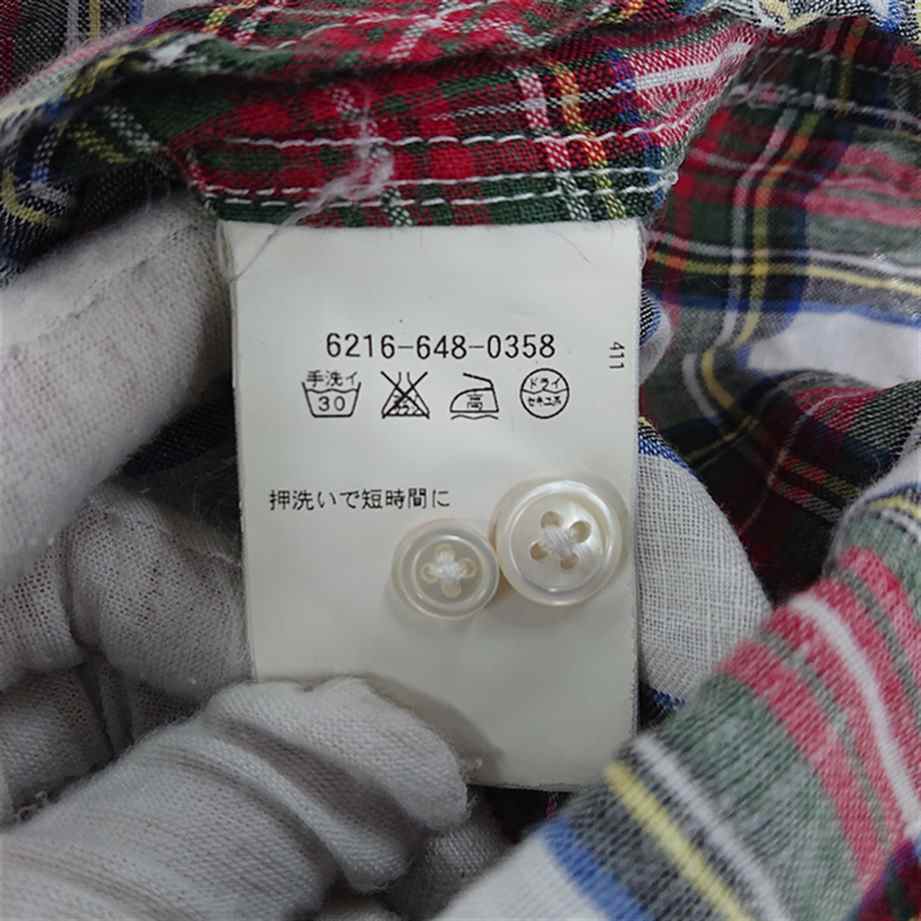 6216-648-0358
411
手洗イ
30
高
ドライ
セキユ系
押洗いで短時間に